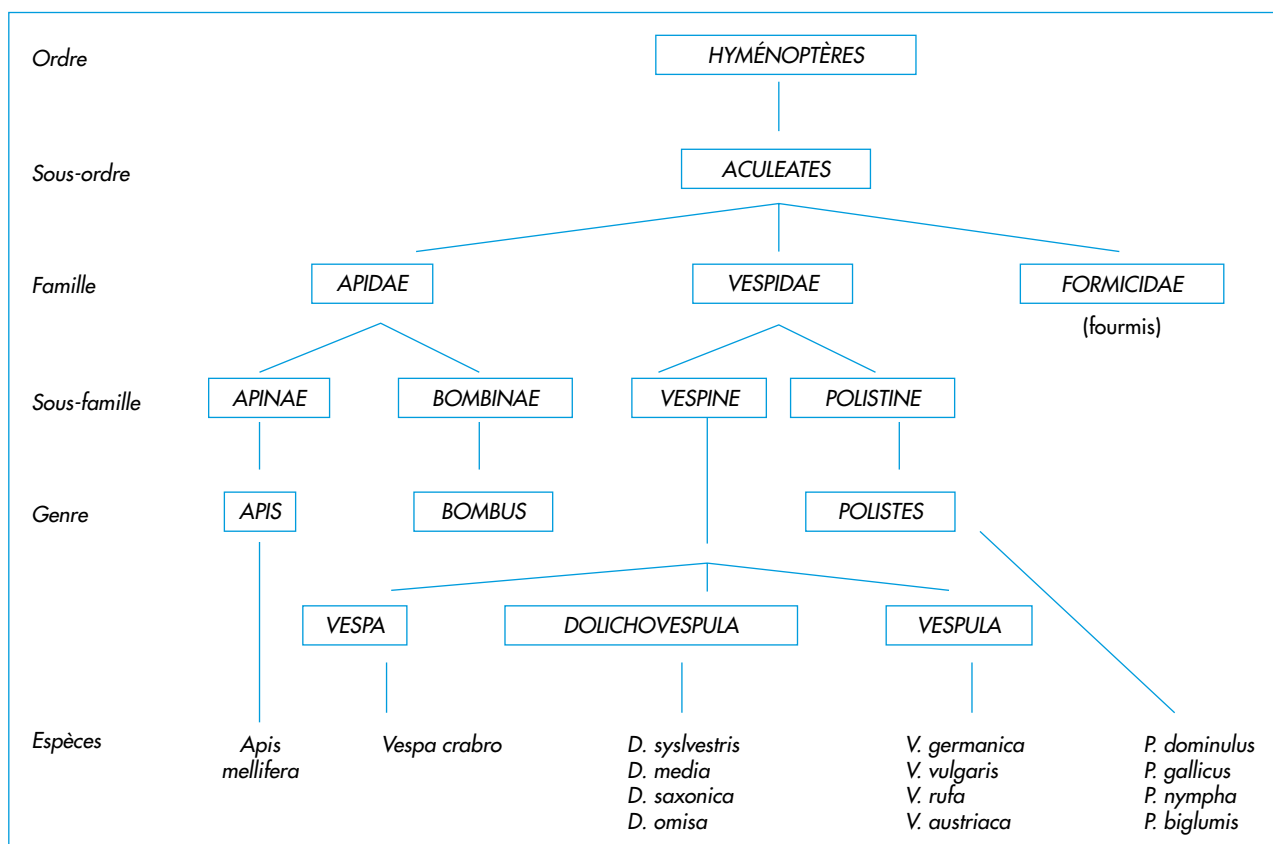 Ordre
HYMÉNOPTÈRES
Sous-ordre
ACULEATES
Famille
APIDAE
VESPIDAE
FORMICIDAE
(fourmis)
Sous-famille
APINAE
BOMBINAE
VESPINE
POLISTINE
Genre
APIS
BOMBUS
POLISTES
VESPA
DOLICHOVESPULA
VESPULA
Espèces
Apis
mellifera
Vespa crabro
D. syslvestris
D. media
D. saxonica
D. omisa
V. germanica
V. vulgaris
V. rufa
V. austriaca
P. dominulus
P. gallicus
P. nympha
P. biglumis